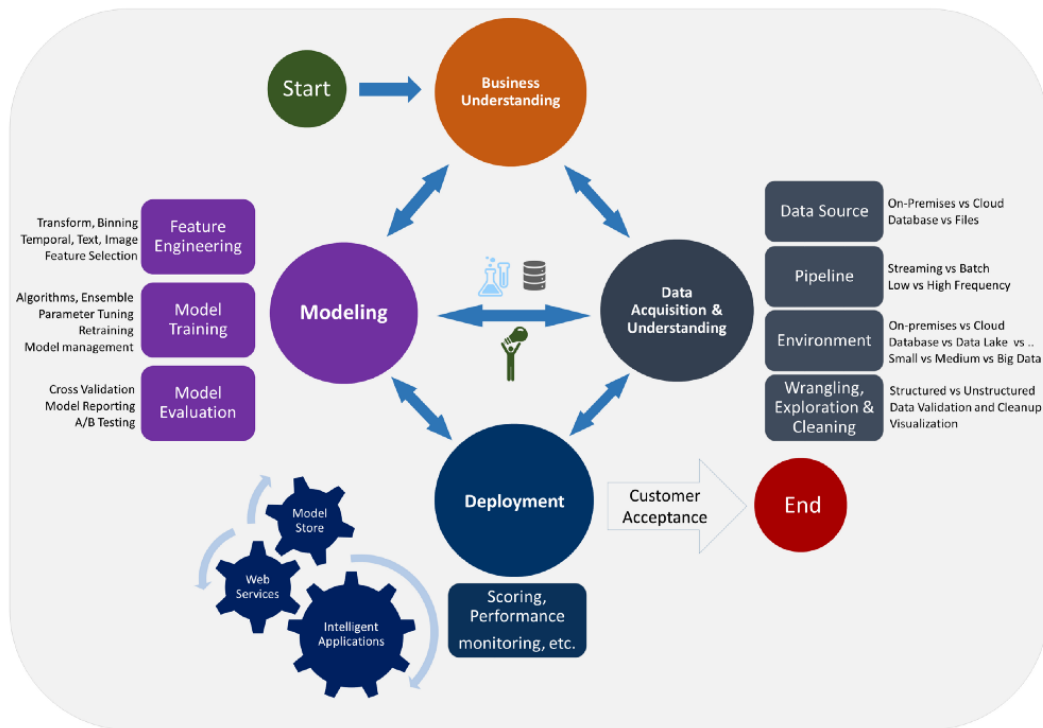 Start
Business
Understanding
Transform, Binning
Temporal, Text, Image
Feature Selection
Feature
Engineering
Algorithms, Ensemble
Parameter Tuning
Retraining
Model management
Model
Training
Cross Validation
Model Reporting
A/B Testing
Model
Evaluation
Modeling
Data
Acquisition &
Understanding
Data Source
On-Premises vs Cloud
Database vs Files
Pipeline
Streaming vs Batch
Low vs High Frequency
Environment
On-premises vs Cloud
Database vs Data Lake vs ..
Small vs Medium vs Big Data
Wrangling,
Exploration &
Cleaning
Structured vs Unstructured
Data Validation and Cleanup
Visualization
Deployment
Customer
Acceptance
End
Model
Store
Web
Services
Intelligent
Applications
Scoring,
Performance
monitoring, etc.